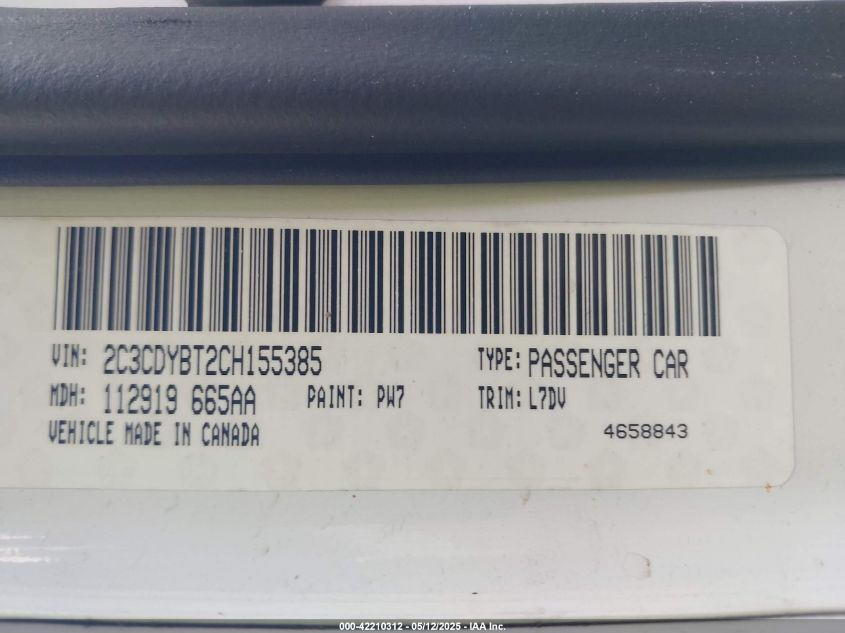 VIN: 2C3CDYBT2CH155385 TYPE: PASSENGER CAR
MDH: 112919 665AA PAINT: PW7 TRIM: L7DV
VEHICLE MADE IN CANADA 4658843
000-42210312 - 05/12/2025 - IAA Inc.